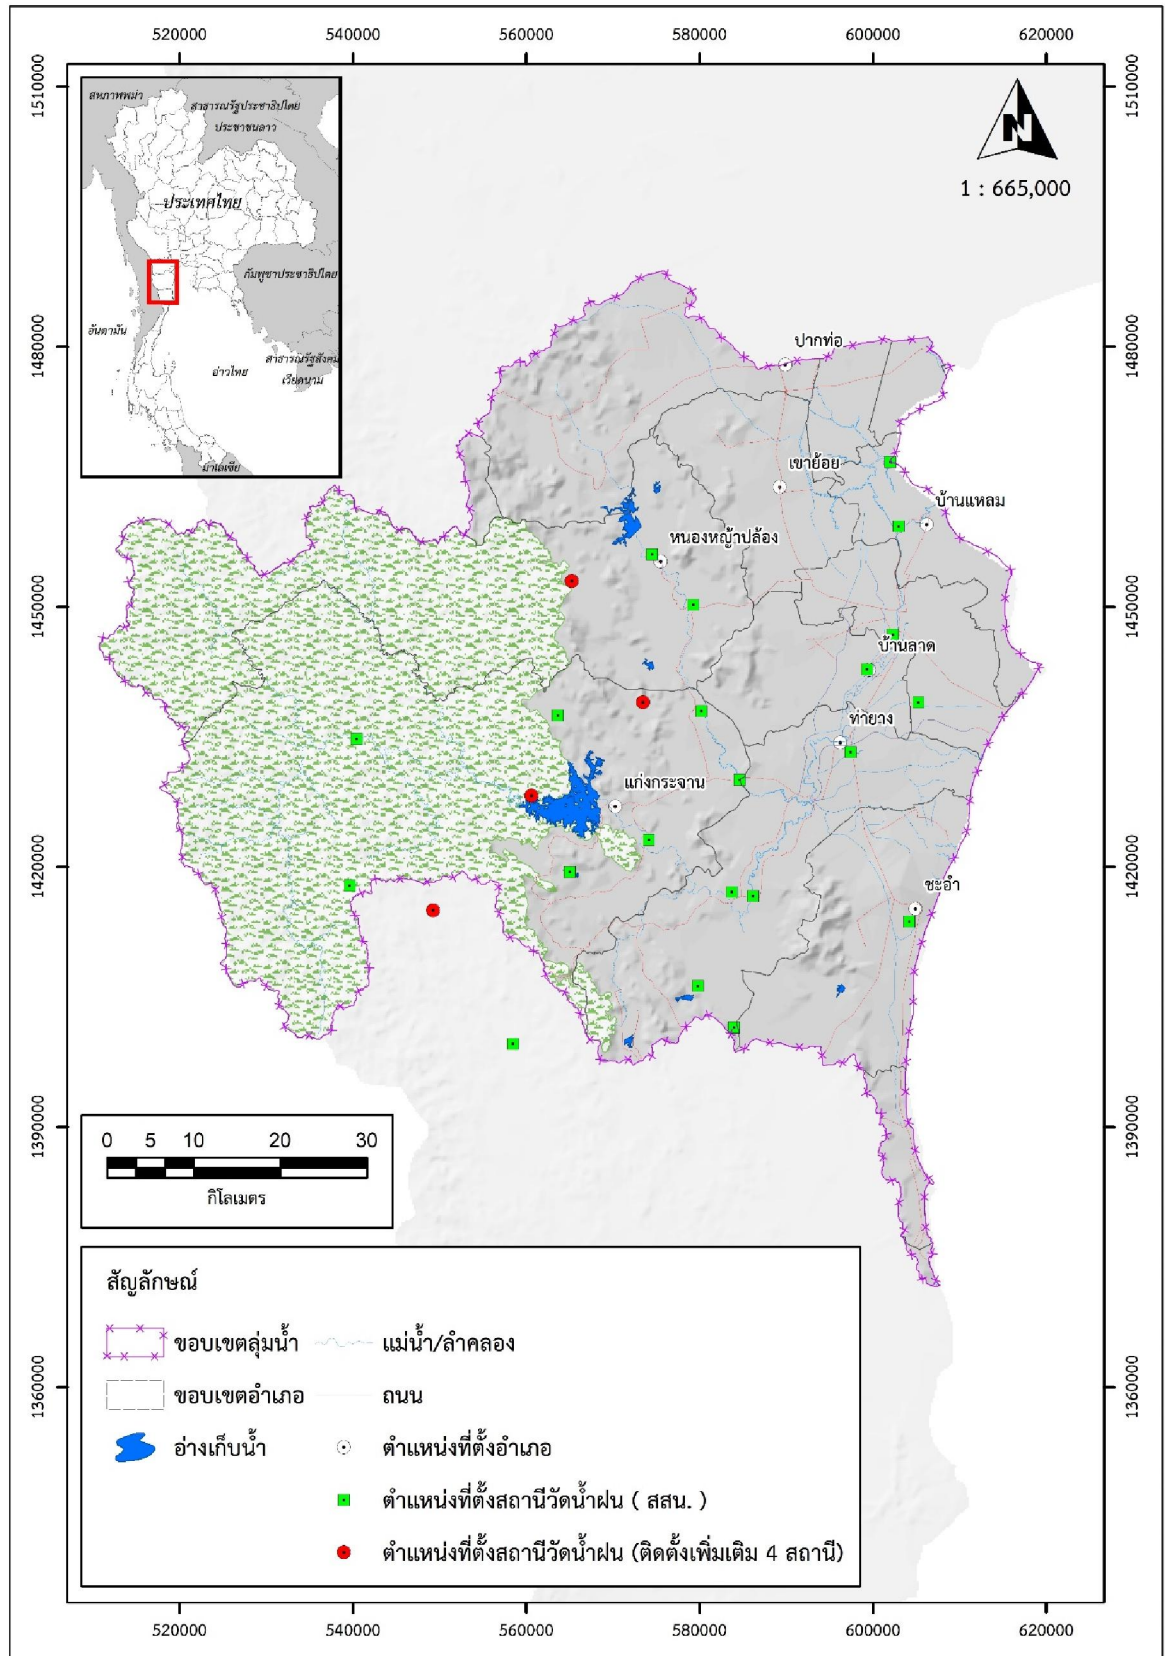 520000 540000 560000 580000 600000 620000
1510000 1510000
สหภาพพม่า
สาธารณรัฐประชาธิปไตย
ประชาชนลาว
ประเทศไทย
กัมพูชาประชาธิปไตย
อันดามัน
อ่าวไทย
สาธารณรัฐสังคม
เวียดนาม
มาเลเซีย
N
1 : 665,000
1480000 1480000
ปากท่อ
เขาย้อย
บ้านแหลม
หนองหญ้าปล้อง
1450000 1450000
บ้านลาด
ท่ายาง
แก่งกระจาน
1420000 1420000
ชะอำ
1390000 1390000
0 5 10 20 30
กิโลเมตร
สัญลักษณ์
ขอบเขตลุ่มน้ำ แม่น้ำ/ลำคลอง
ขอบเขตอำเภอ ถนน
1360000 1360000
อ่างเก็บน้ำ ตำแหน่งที่ตั้งอำเภอ
ตำแหน่งที่ตั้งสถานีวัดน้ำฝน ( สสน. )
ตำแหน่งที่ตั้งสถานีวัดน้ำฝน (ติดตั้งเพิ่มเติม 4 สถานี)
520000 540000 560000 580000 600000 620000